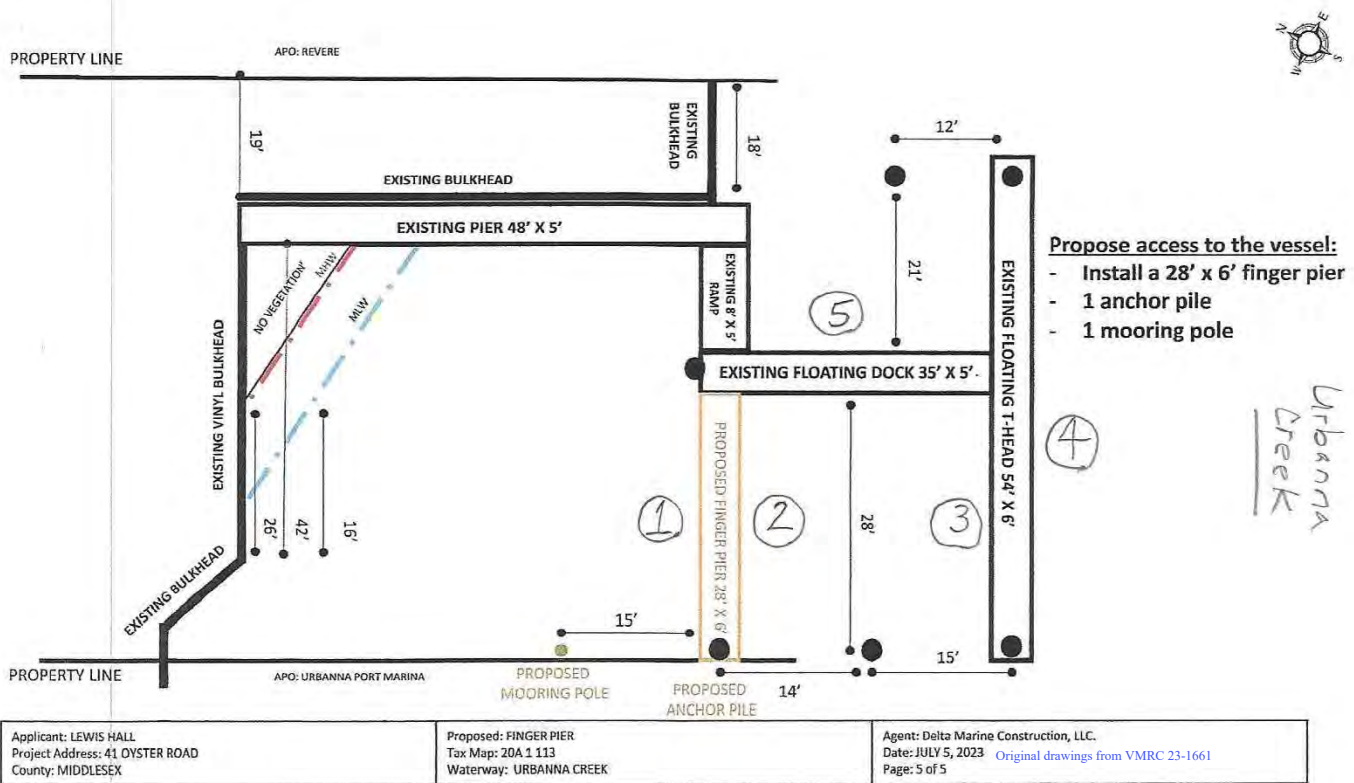 PROPERTY LINE
APO: REVERE
N
E
S
W
19'
EXISTING
BULKHEAD
18'
12'
EXISTING BULKHEAD
EXISTING PIER 48' X 5'
NO VEGETATION'
MHW
MLW
EXISTING 8' X 5'
RAMP
21'
5
Propose access to the vessel:
- Install a 28' x 6' finger pier
- 1 anchor pile
- 1 mooring pole
EXISTING VINYL BULKHEAD
EXISTING FLOATING DOCK 35' X 5'
EXISTING FLOATING T-HEAD 54' X 6'
Urbanna
Creek
4
PROPOSED FINGER PIER 28' X 6'
1
2
28'
3
26'
42'
16'
EXISTING BULKHEAD
15'
15'
PROPERTY LINE
APO: URBANNA PORT MARINA
PROPOSED
MOORING POLE
PROPOSED
ANCHOR PILE
14'
Applicant: LEWIS HALL
Project Address: 41 OYSTER ROAD
County: MIDDLESEX
Proposed: FINGER PIER
Tax Map: 20A 1 113
Waterway: URBANNA CREEK
Agent: Delta Marine Construction, LLC.
Date: JULY 5, 2023 Original drawings from VMRC 23-1661
Page: 5 of 5